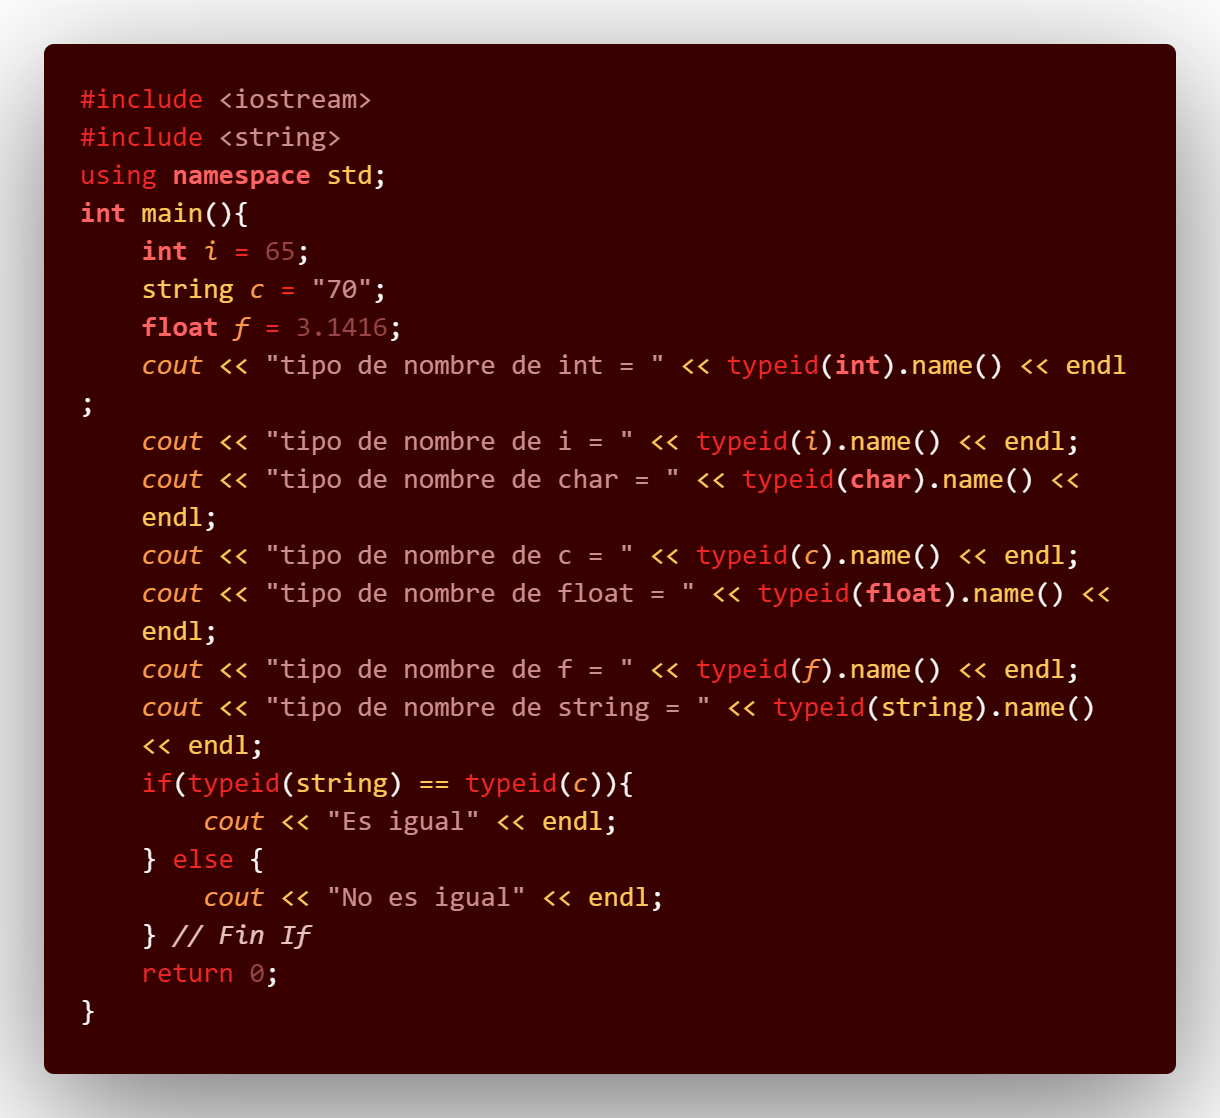 #include <iostream>
#include <string>
using namespace std;
int main(){
    int i = 65;
    string c = "70";
    float f = 3.1416;
    cout << "tipo de nombre de int = " << typeid(int).name() << endl
;
    cout << "tipo de nombre de i = " << typeid(i).name() << endl;
    cout << "tipo de nombre de char = " << typeid(char).name() <<
    endl;
    cout << "tipo de nombre de c = " << typeid(c).name() << endl;
    cout << "tipo de nombre de float = " << typeid(float).name() <<
    endl;
    cout << "tipo de nombre de f = " << typeid(f).name() << endl;
    cout << "tipo de nombre de string = " << typeid(string).name()
    << endl;
    if(typeid(string) == typeid(c)){
        cout << "Es igual" << endl;
    } else {
        cout << "No es igual" << endl;
    } // Fin If
    return 0;
}